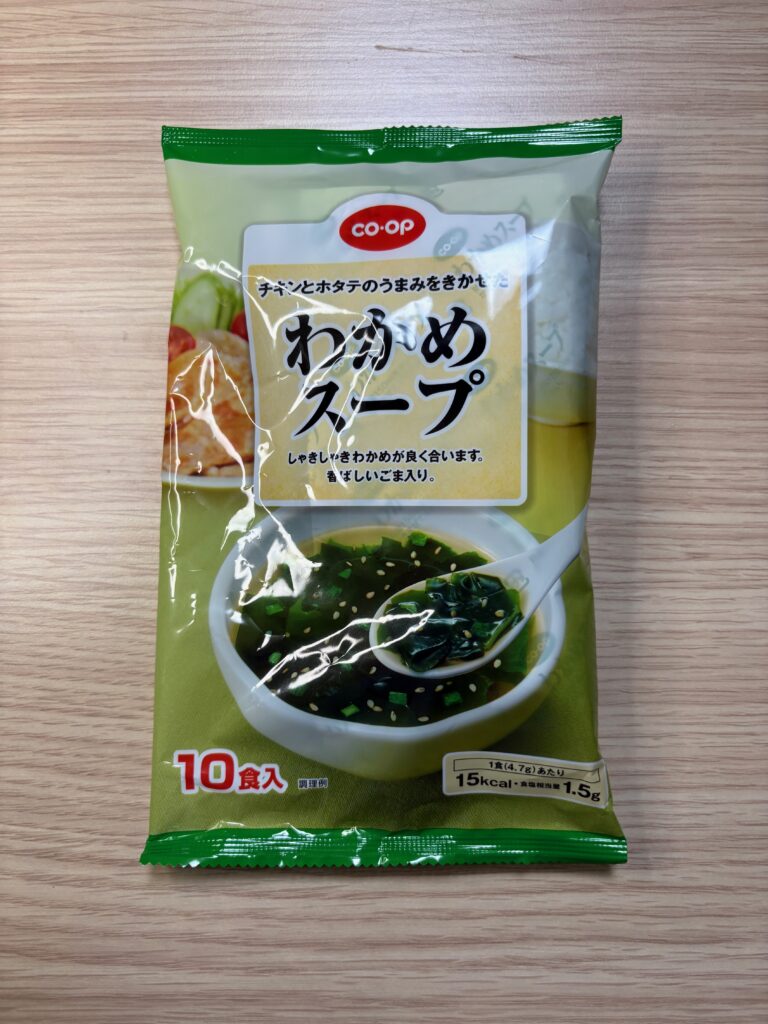 CO·OP
チキンとホタテのうまみをきかせた
わかめ
スープ
しゃきしゃきわかめが良く合います。
香ばしいごま入り。
10食入
調理例
1食(4.7g)あたり
15kcal・食塩相当量1.5g